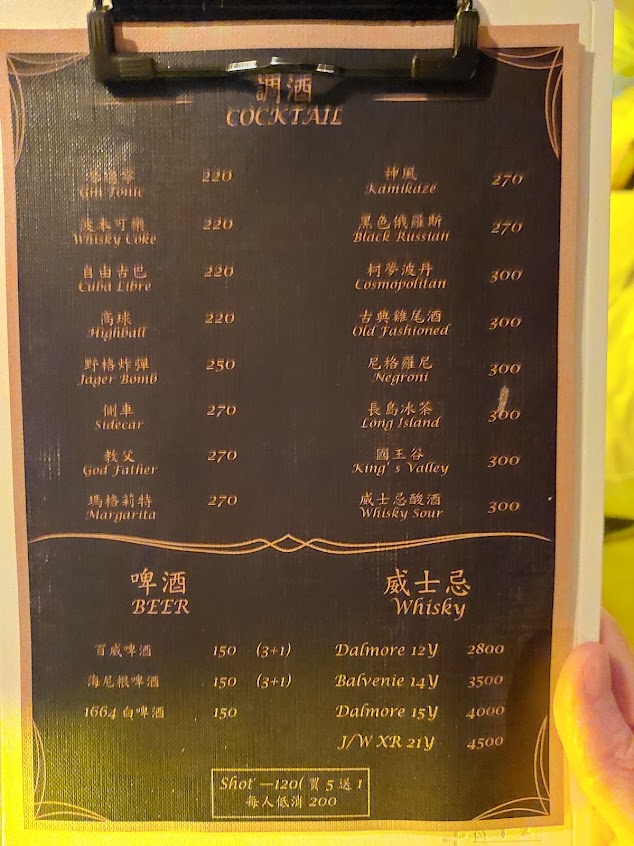 調酒
COCKTAIL
Gin Tonic 220
波本可樂
Whisky Coke 220
自由古巴
Cuba Libre 220
高球
Highball 220
野格炸彈
Jager Bomb 250
側車
Sidecar 270
教父
God Father 270
瑪格莉特
Margarita 270
神風
Kamikaze 270
黑色俄羅斯
Black Russian 270
柯夢波丹
Cosmopolitan 300
古典雞尾酒
Old Fashioned 300
尼格羅尼
Negroni 300
長島冰茶
Long Island 300
國王谷
King's Valley 300
威士忌酸酒
Whisky Sour 300
啤酒
BEER
百威啤酒 150 (3+1)
海尼根啤酒 150 (3+1)
1664 白啤酒 150
威士忌
Whisky
Dalmore 12Y 2800
Balvenie 14Y 3500
Dalmore 15Y 4000
J/W XR 21Y 4500
Shot —120( 買 5 送 1
每人低消 200